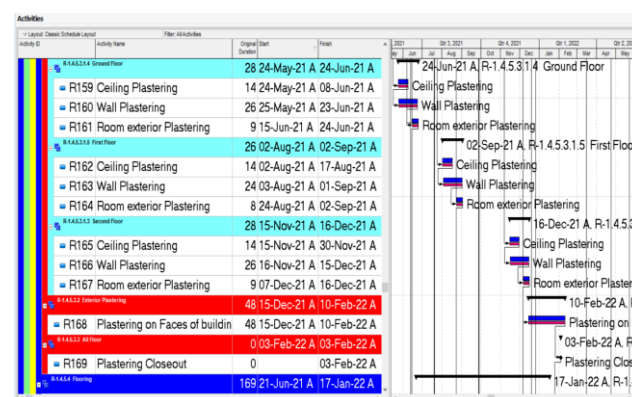 Activities
Layout: Classic Schedule Layout Filter: All Activities
Activity ID Activity Name Original Duration Start Finish 2021 Qtr 3, 2021 Qtr 4, 2021 Qtr 1, 2022 Qtr 2, 20
ay Jun Jul Aug Sep Oct Nov Dec Jan Feb Mar Apr May
R-1.4.5.3.1.4 Ground Floor 28 24-May-21 A 24-Jun-21 A 24-Jun-21 A, R-1.4.5.3.1.4 Ground Floor
R159 Ceiling Plastering 14 24-May-21 A 08-Jun-21 A Ceiling Plastering
R160 Wall Plastering 26 25-May-21 A 23-Jun-21 A Wall Plastering
R161 Room exterior Plastering 9 15-Jun-21 A 24-Jun-21 A Room exterior Plastering
R-1.4.5.3.1.5 First Floor 26 02-Aug-21 A 02-Sep-21 A 02-Sep-21 A, R-1.4.5.3.1.5 First Floo
R162 Ceiling Plastering 14 02-Aug-21 A 17-Aug-21 A Ceiling Plastering
R163 Wall Plastering 24 03-Aug-21 A 01-Sep-21 A Wall Plastering
R164 Room exterior Plastering 8 24-Aug-21 A 02-Sep-21 A Room exterior Plastering
R-1.4.5.3.1.3 Second Floor 28 15-Nov-21 A 16-Dec-21 A 16-Dec-21 A, R-1.4.5.3
R165 Ceiling Plastering 14 15-Nov-21 A 30-Nov-21 A Ceiling Plastering
R166 Wall Plastering 26 16-Nov-21 A 15-Dec-21 A Wall Plastering
R167 Room exterior Plastering 9 07-Dec-21 A 16-Dec-21 A Room exterior Plaster
R-1.4.5.3.2 Exterior Plastering 48 15-Dec-21 A 10-Feb-22 A 10-Feb-22 A, R
R168 Plastering on Faces of buildin 48 15-Dec-21 A 10-Feb-22 A Plastering on
R-1.4.5.3.3 All Floor 0 03-Feb-22 A 03-Feb-22 A 03-Feb-22 A, R
R169 Plastering Closeout 0 03-Feb-22 A Plastering Clos
R-1.4.5.4 Flooring 169 21-Jun-21 A 17-Jan-22 A 17-Jan-22 A, R-1.